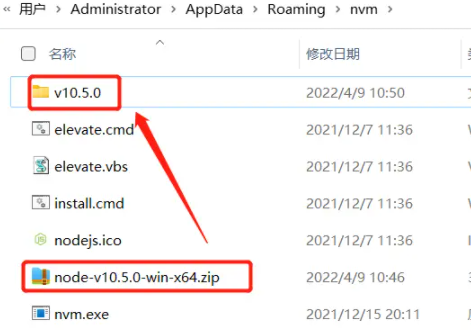 « 用户 › Administrator › AppData › Roaming › nvm ›
名称 修改日期
v10.5.0 2022/4/9 10:50
elevate.cmd 2021/12/7 11:36
elevate.vbs 2021/12/7 11:36
install.cmd 2021/12/7 11:36
nodejs.ico 2021/12/7 11:36
node-v10.5.0-win-x64.zip 2022/4/9 10:46
nvm.exe 2021/12/15 20:11